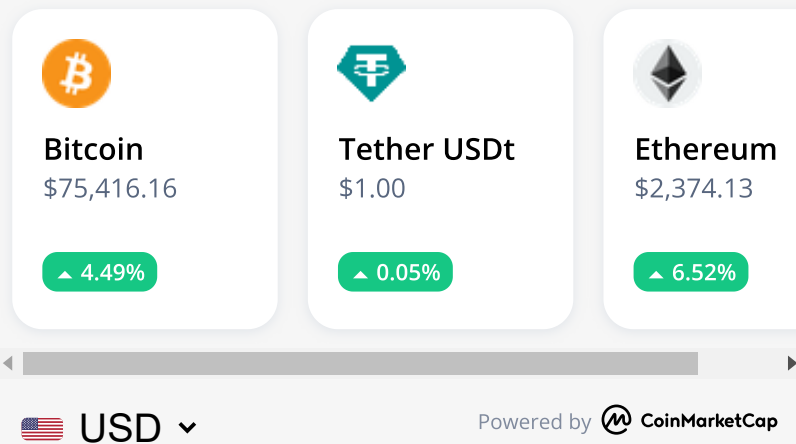 Bitcoin
$75,416.16
4.49%
Tether USDt
$1.00
0.05%
Ethereum
$2,374.13
6.52%
USD
Powered by CoinMarketCap